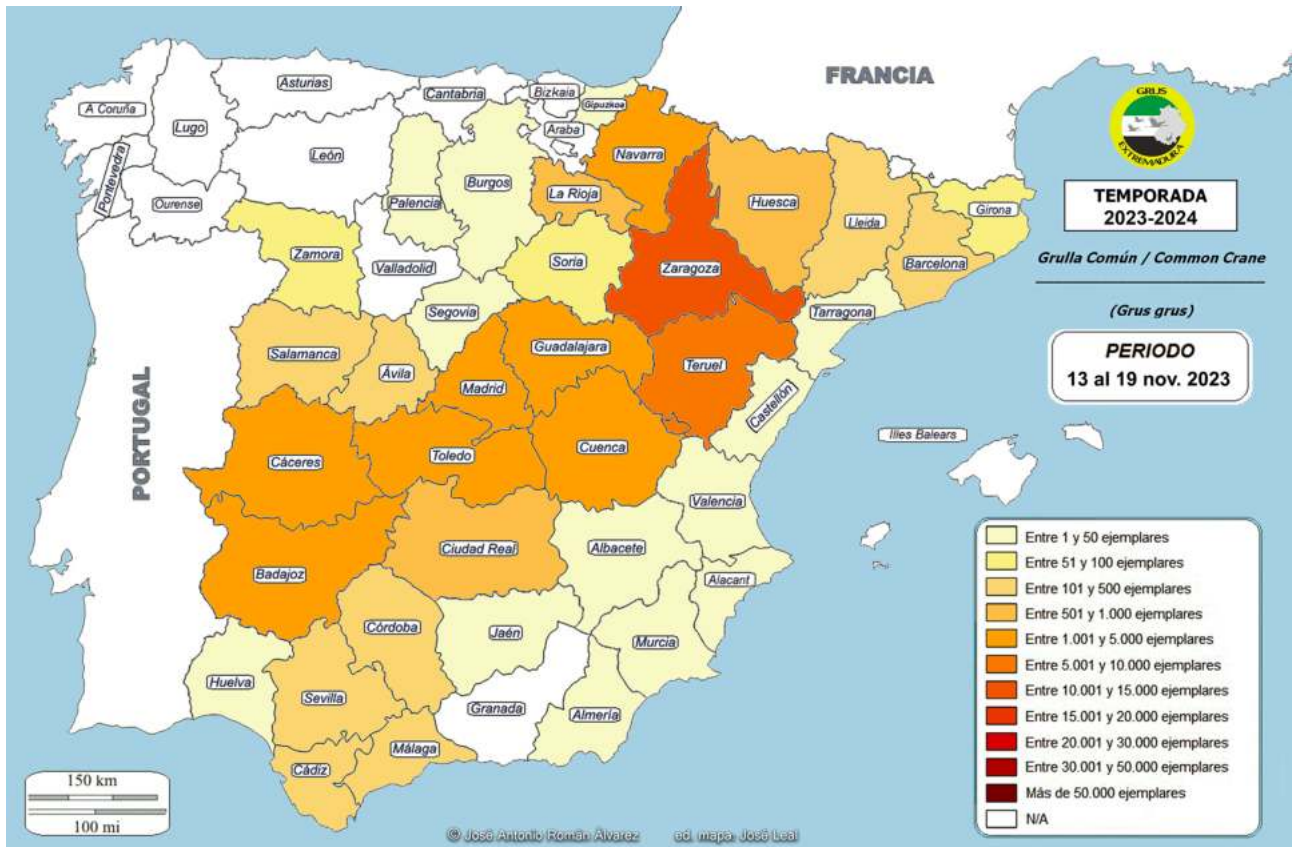 FRANCIA
GRUS
EXTREMADURA
TEMPORADA
2023-2024
Grulla Común / Common Crane
(Grus grus)
PERIODO
13 al 19 nov. 2023
A Coruña
Lugo
Asturias
Cantabria
Bizkaia
Gipuzkoa
Araba
Pontevedra
Ourense
León
Palencia
Burgos
La Rioja
Navarra
Huesca
Lleida
Girona
Barcelona
Zamora
Valladolid
Soria
Zaragoza
Tarragona
Segovia
Salamanca
Ávila
Madrid
Guadalajara
Teruel
Castellón
PORTUGAL
Cáceres
Toledo
Cuenca
Valencia
Illes Balears
Badajoz
Ciudad Real
Albacete
Alacant
Huelva
Sevilla
Córdoba
Jaén
Murcia
Granada
Almería
Málaga
Cádiz
Entre 1 y 50 ejemplares
Entre 51 y 100 ejemplares
Entre 101 y 500 ejemplares
Entre 501 y 1.000 ejemplares
Entre 1.001 y 5.000 ejemplares
Entre 5.001 y 10.000 ejemplares
Entre 10.001 y 15.000 ejemplares
Entre 15.001 y 20.000 ejemplares
Entre 20.001 y 30.000 ejemplares
Entre 30.001 y 50.000 ejemplares
Más de 50.000 ejemplares
N/A
150 km
100 mi
© José Antonio Román Álvarez ed. mapa: José Leal